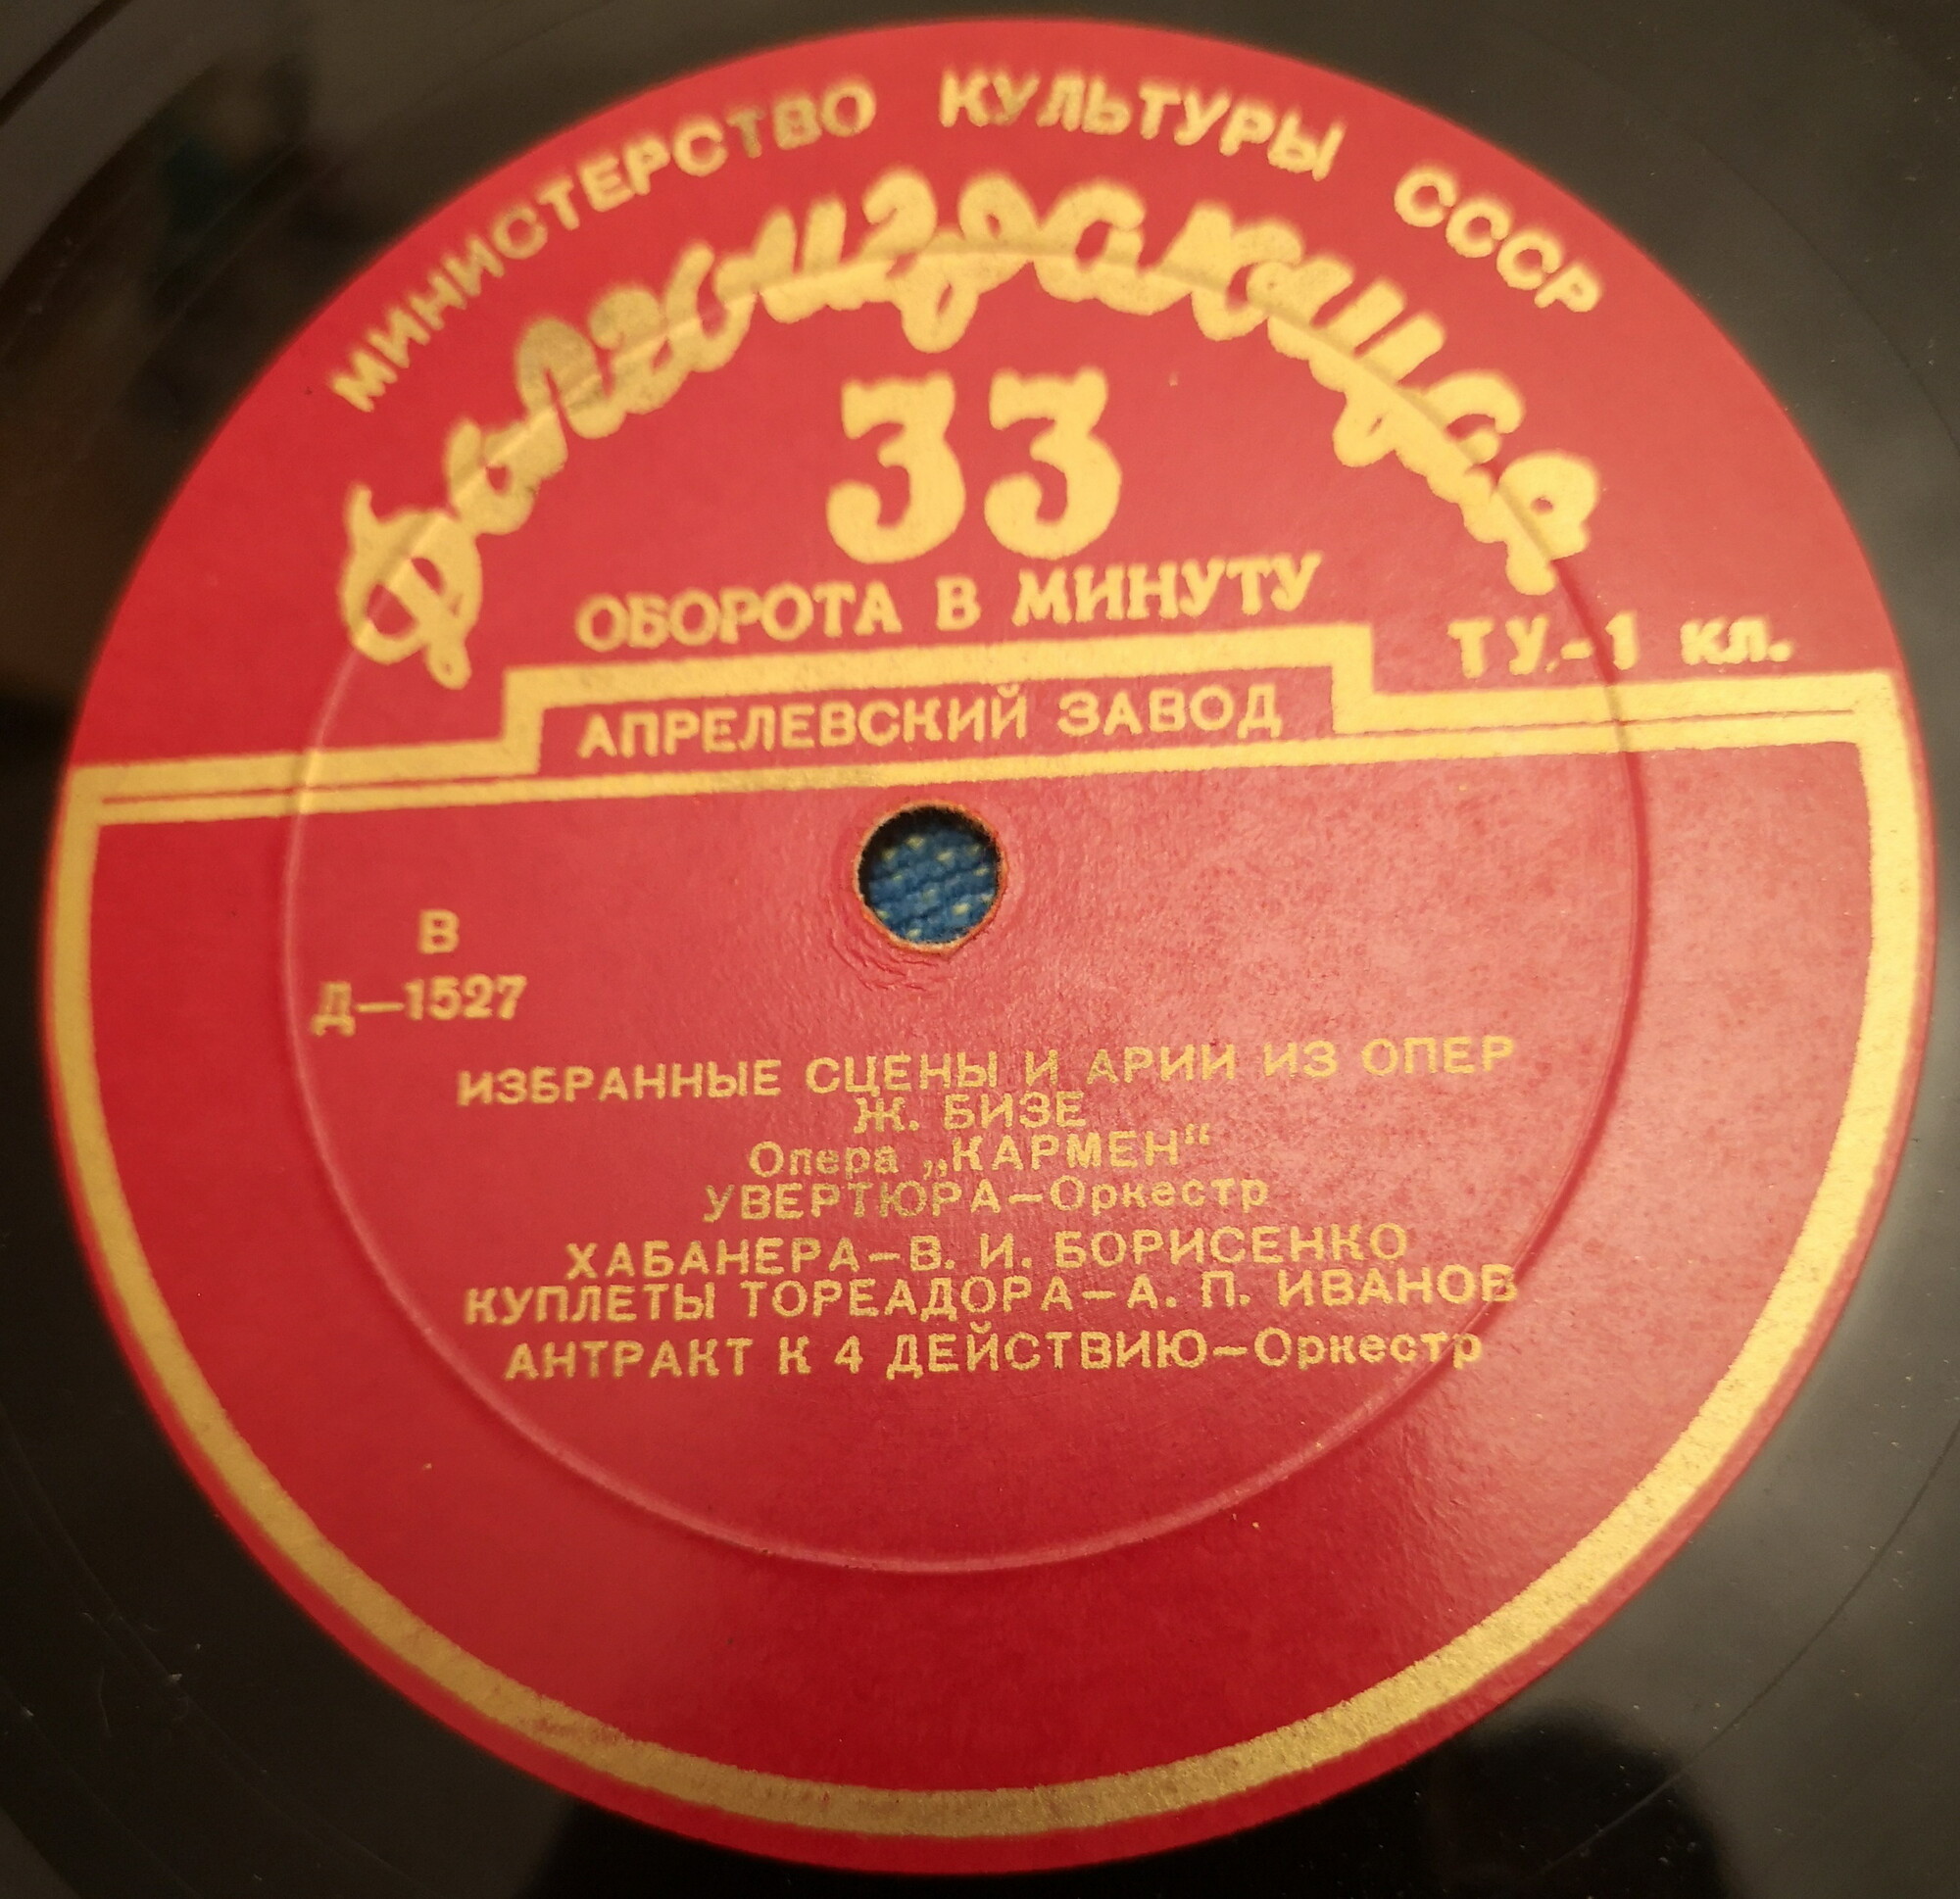 МИНИСТЕРСТВО КУЛЬТУРЫ СССР
Долгоиграющая
33
ОБОРОТА В МИНУТУ
ТУ.-1 кл.
АПРЕЛЕВСКИЙ ЗАВОД
В
Д—1527
ИЗБРАННЫЕ СЦЕНЫ И АРИИ ИЗ ОПЕР
Ж. БИЗЕ
Опера „КАРМЕН“
УВЕРТЮРА—Оркестр
ХАБАНЕРА—В. И. БОРИСЕНКО
КУПЛЕТЫ ТОРЕАДОРА—А. П. ИВАНОВ
АНТРАКТ К 4 ДЕЙСТВИЮ—Оркестр